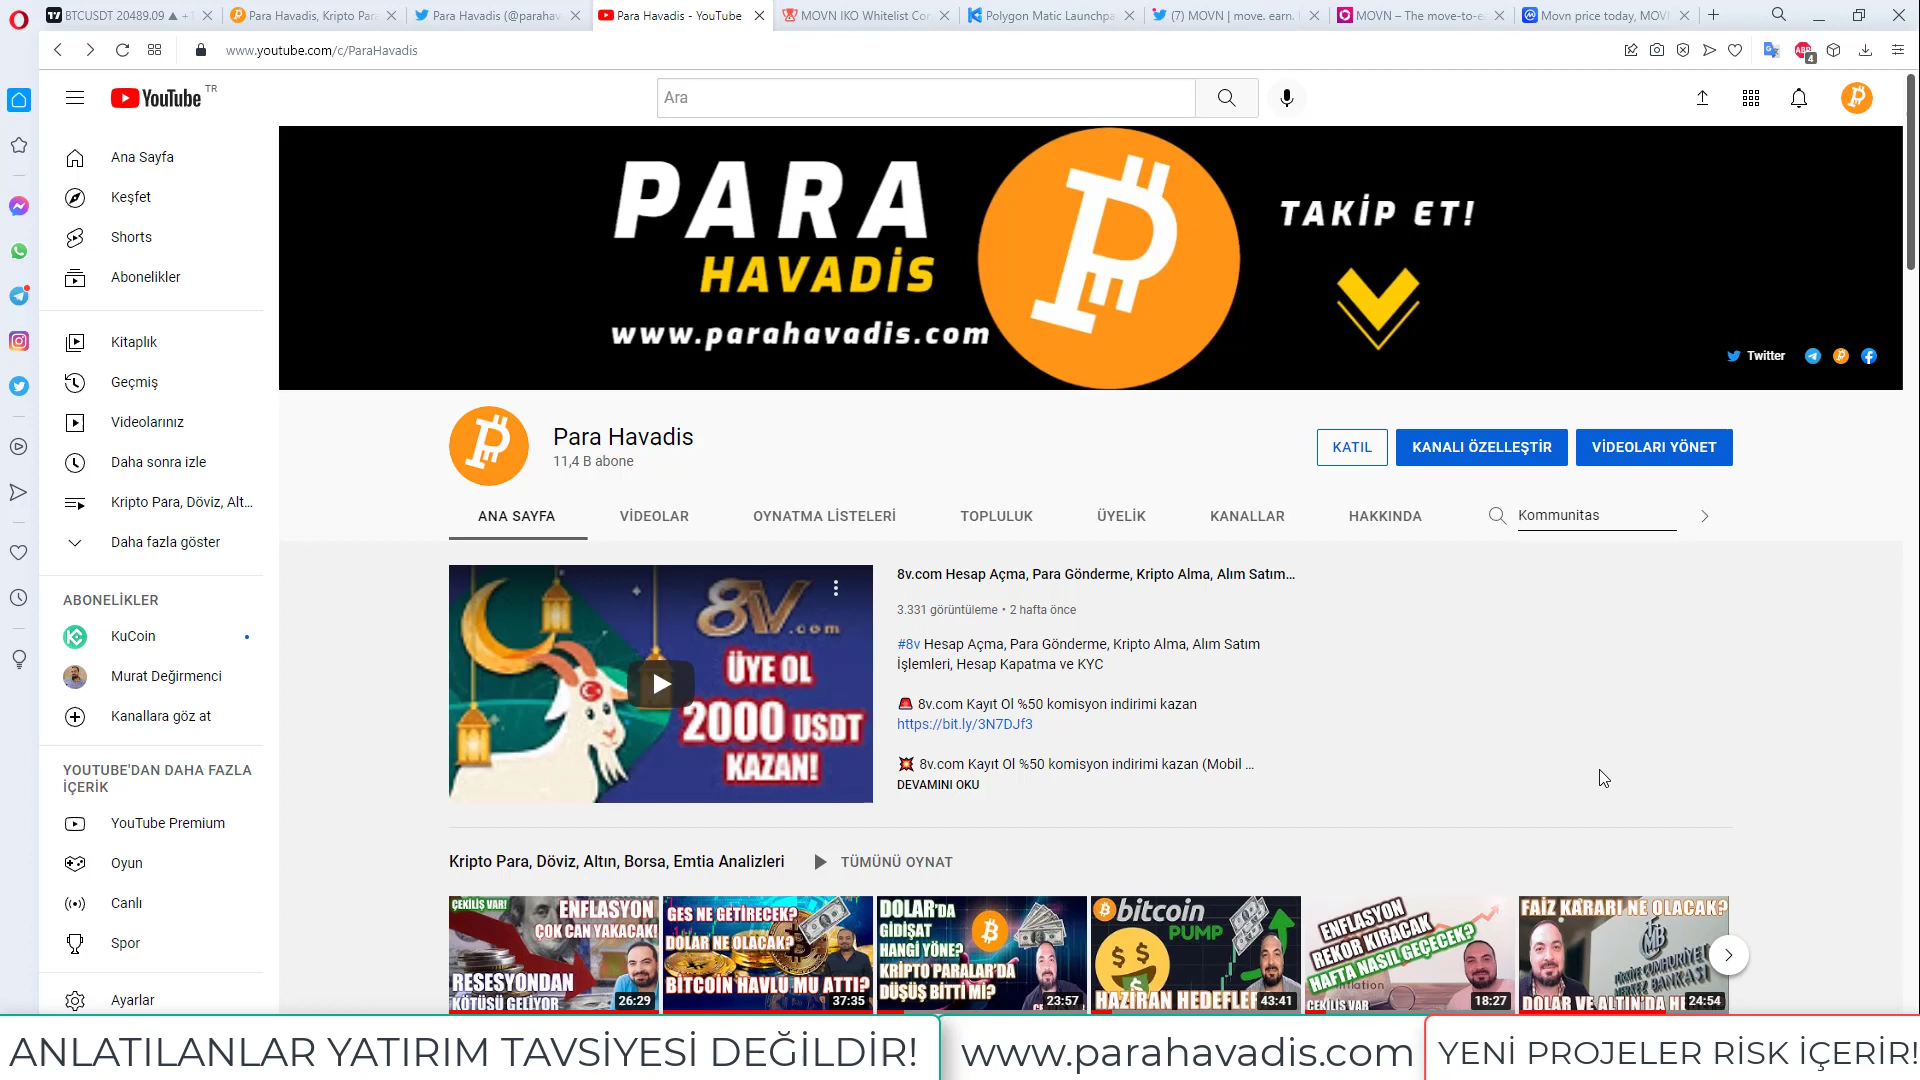 BTCUSDT 20489.09 ▲ +1
Para Havadis, Kripto Para
Para Havadis (@parahav
Para Havadis - YouTube
MOVN IKO Whitelist Con
Polygon Matic Launchpa
(7) MOVN | move. earn.
MOVN – The move-to-e
Movn price today, MOV
www.youtube.com/c/ParaHavadis
ABP
4
YouTube TR
Ara
Ana Sayfa
Keşfet
Shorts
Abonelikler
Kitaplık
Geçmiş
Videolarınız
Daha sonra izle
Kripto Para, Döviz, Alt...
Daha fazla göster
ABONELİKLER
KuCoin
Murat Değirmenci
Kanallara göz at
YOUTUBE'DAN DAHA FAZLA
İÇERİK
YouTube Premium
Oyun
Canlı
Spor
Ayarlar
PARA
HAVADİS
www.parahavadis.com
TAKİP ET!
Twitter
Para Havadis
11,4 B abone
KATIL
KANALI ÖZELLEŞTİR
VİDEOLARI YÖNET
ANA SAYFA
VİDEOLAR
OYNATMA LİSTELERİ
TOPLULUK
ÜYELİK
KANALLAR
HAKKINDA
Kommunitas
8V.com
ÜYE OL
2000 USDT
KAZAN!
8v.com Hesap Açma, Para Gönderme, Kripto Alma, Alım Satım...
3.331 görüntüleme • 2 hafta önce
#8v Hesap Açma, Para Gönderme, Kripto Alma, Alım Satım
İşlemleri, Hesap Kapatma ve KYC
🚨 8v.com Kayıt Ol %50 komisyon indirimi kazan
https://bit.ly/3N7DJf3
💥 8v.com Kayıt Ol %50 komisyon indirimi kazan (Mobil ...
DEVAMINI OKU
Kripto Para, Döviz, Altın, Borsa, Emtia Analizleri
TÜMÜNÜ OYNAT
ÇEKİLİŞ VAR!
ENFLASYON
ÇOK CAN YAKACAK!
RESESYONDAN
KÖTÜSÜ GELİYOR
26:29
GES NE GETİRECEK?
DOLAR NE OLACAK?
BİTCOİN HAVLU MU ATTI?
37:35
DOLAR'DA
GİDİŞAT
HANGİ YÖNE?
KRİPTO PARALAR'DA
DÜŞÜŞ BİTTİ Mİ?
23:57
bitcoin
PUMP
HAZİRAN HEDEFLER
43:41
ENFLASYON
REKOR KIRACAK
HAFTA NASIL GEÇECEK?
ÇEKİLİŞ VAR
18:27
FAİZ KARARI NE OLACAK?
TÜRKİYE CUMHURİYET
MERKEZ BANKASI
DOLAR VE ALTIN'DA HE
24:54
ANLATILANLAR YATIRIM TAVSİYESİ DEĞİLDİR!
www.parahavadis.com
YENİ PROJELER RİSK İÇERİR!